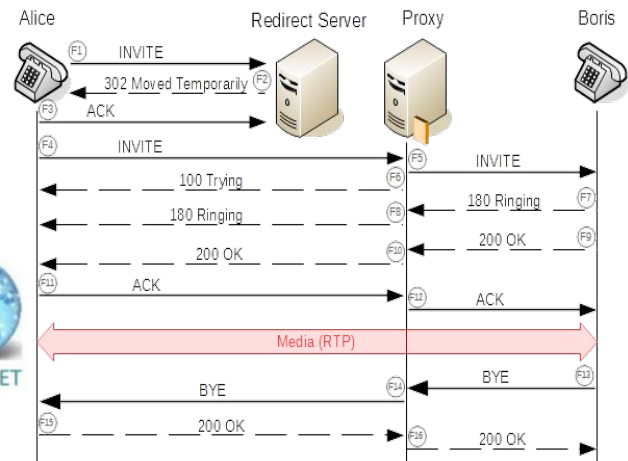 Alice Redirect Server Proxy Boris
F1 INVITE
302 Moved Temporarily F2
F3 ACK
F4 INVITE
F5 INVITE
100 Trying F6
180 Ringing F7
180 Ringing F8
200 OK F9
200 OK F10
F11 ACK
F12 ACK
Media (RTP)
BYE F13
BYE F14
F15 200 OK
F16 200 OK
ET